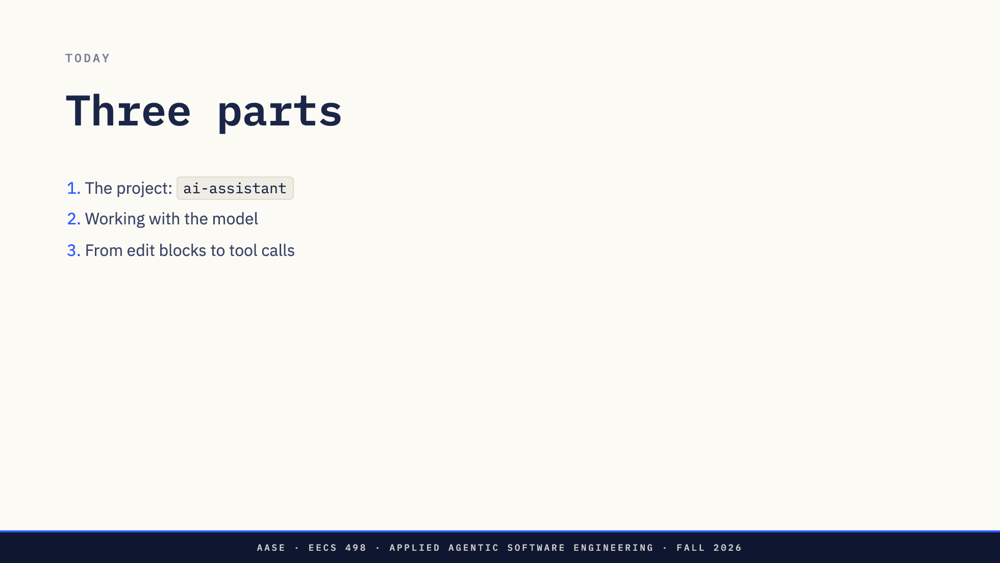 TODAY
Three parts
1. The project: ai-assistant
2. Working with the model
3. From edit blocks to tool calls
AASE · EECS 498 · APPLIED AGENTIC SOFTWARE ENGINEERING · FALL 2026